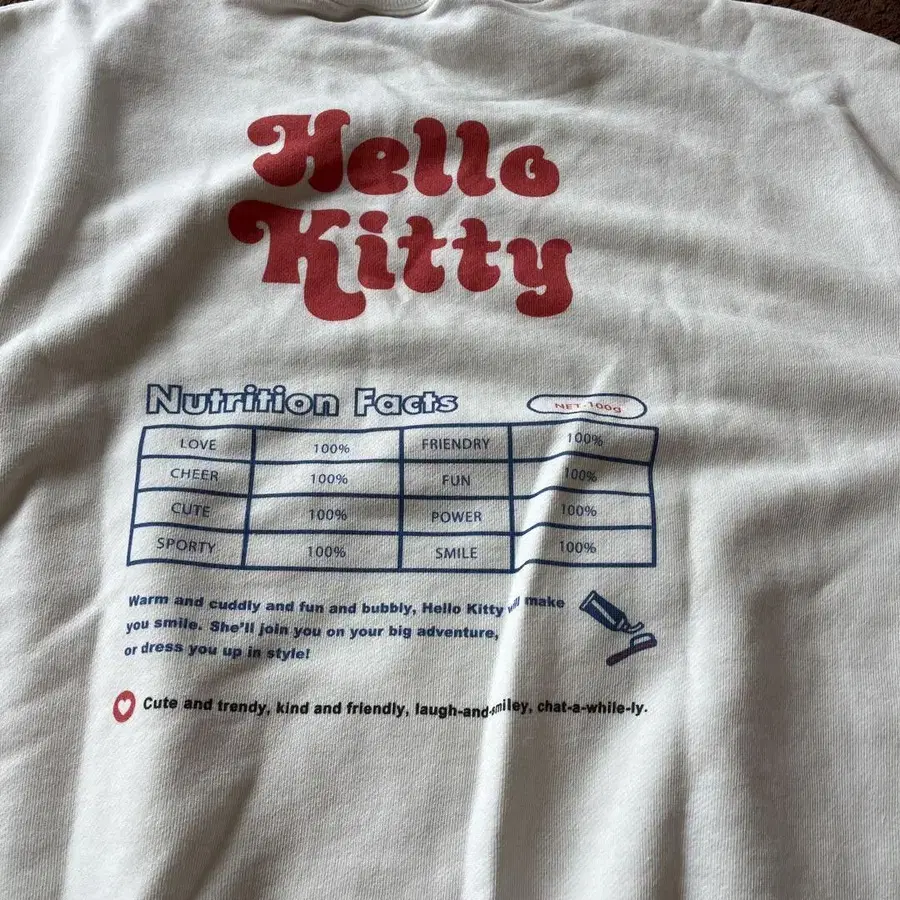 Hello
Kitty
Nutrition Facts NET 100g
LOVE 100% FRIENDRY 100%
CHEER 100% FUN 100%
CUTE 100% POWER 100%
SPORTY 100% SMILE 100%
Warm and cuddly and fun and bubbly, Hello Kitty will make
you smile. She'll join you on your big adventure,
or dress you up in style!
Cute and trendy, kind and friendly, laugh-and-smiley, chat-a-while-ly.